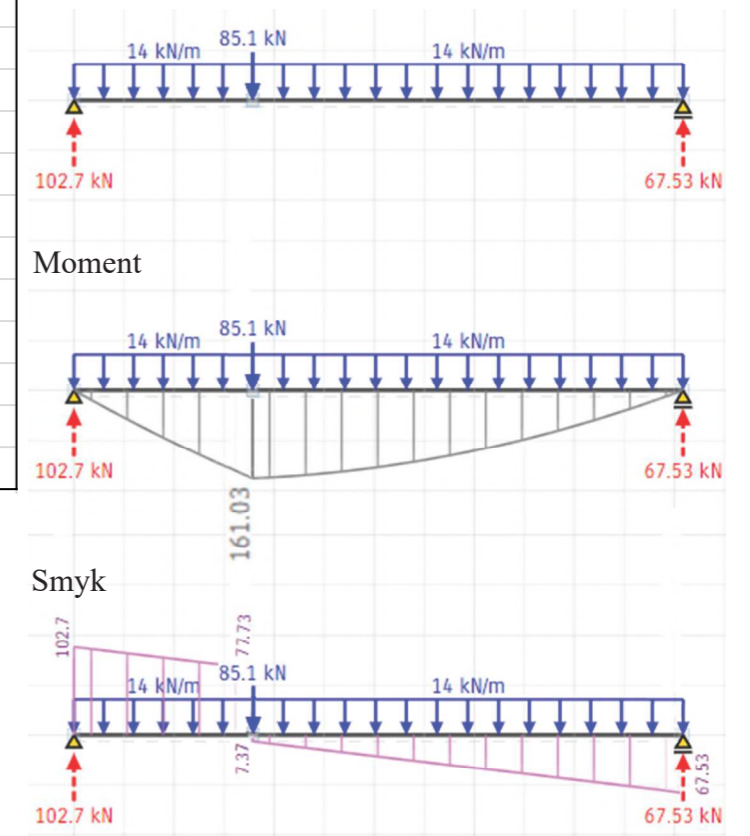 85.1 kN
14 kN/m 14 kN/m
102.7 kN 67.53 kN
Moment
85.1 kN
14 kN/m 14 kN/m
102.7 kN 67.53 kN
161.03
Smyk
102.7 77.73
85.1 kN
14 kN/m 14 kN/m
7.37 67.53
102.7 kN 67.53 kN